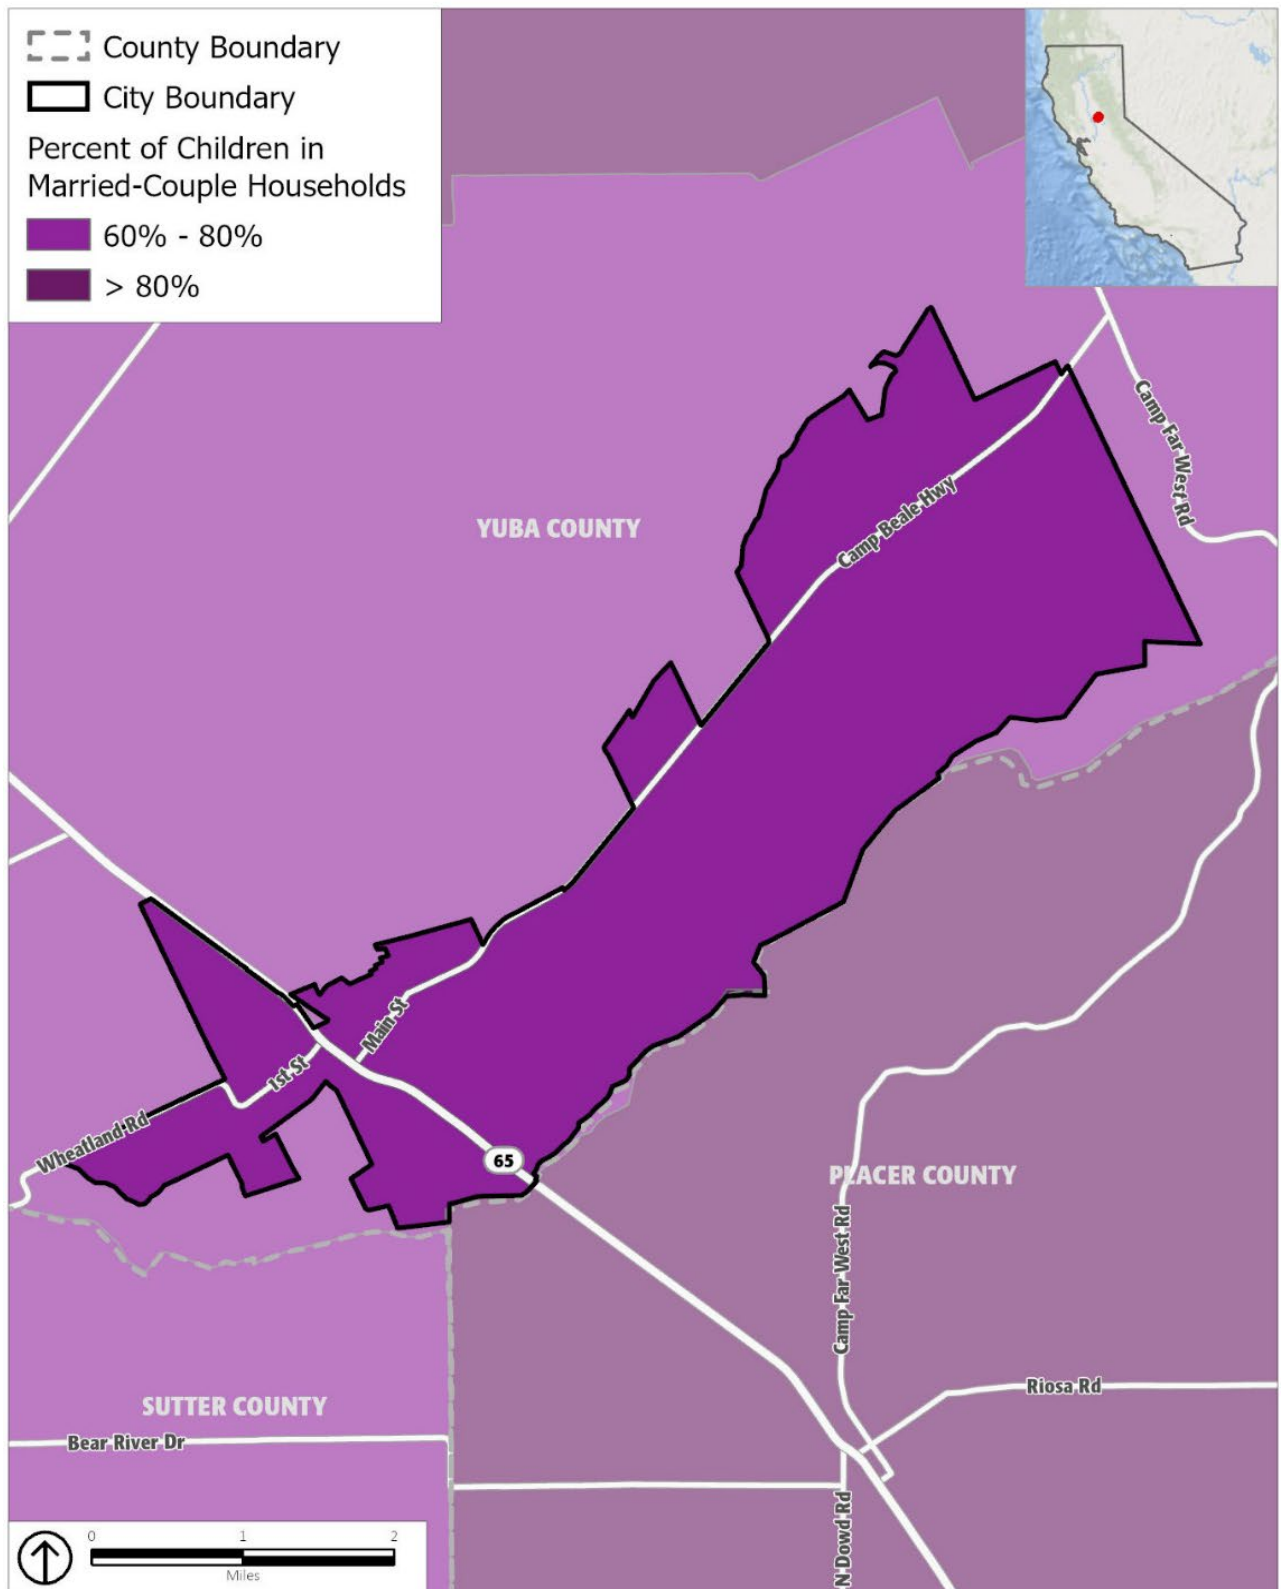 County Boundary
City Boundary
Percent of Children in
Married-Couple Households
60% - 80%
> 80%
Camp Far West Rd
YUBA COUNTY
Camp Beale Hwy
Main St
1st St
Wheatland Rd
65
PLACER COUNTY
Camp Far West Rd
Riosa Rd
SUTTER COUNTY
Bear River Dr
N Dowd Rd
0 1 2
Miles